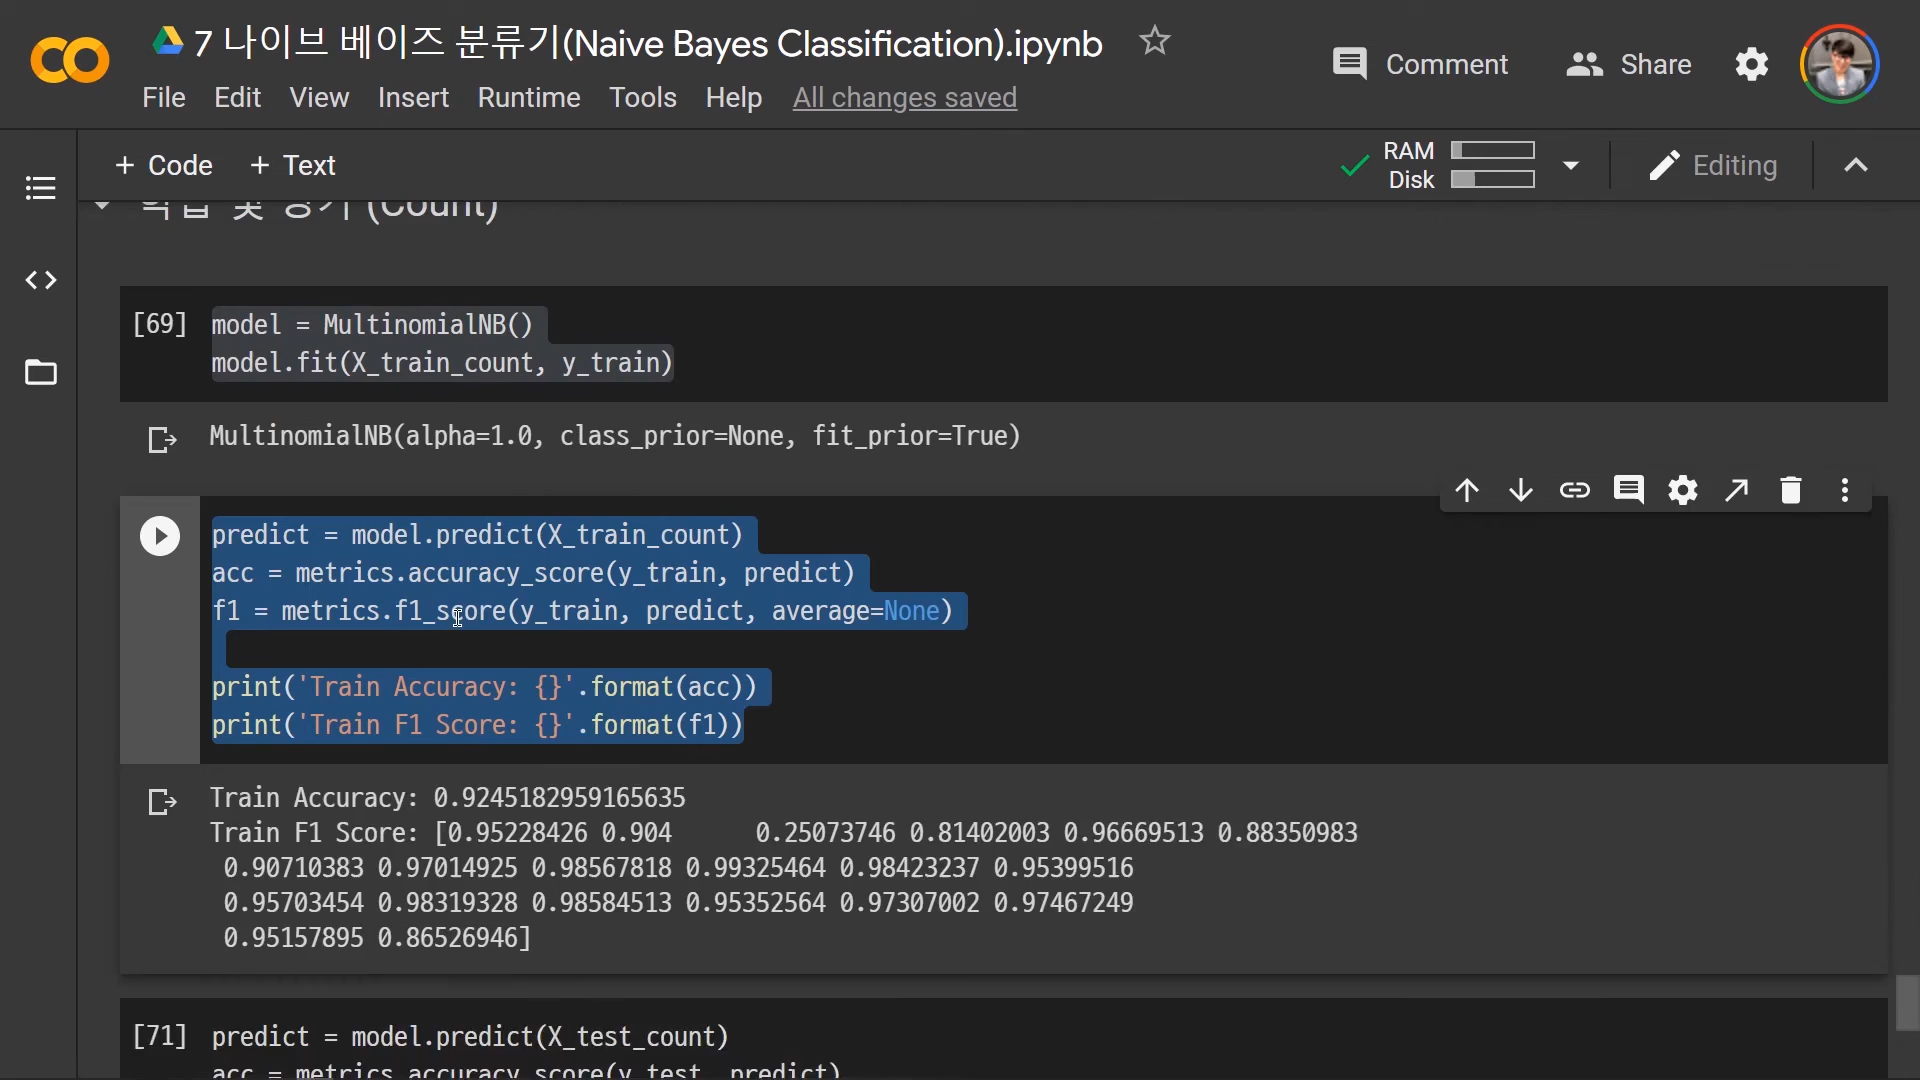 7 나이브 베이즈 분류기(Naive Bayes Classification).ipynb
Comment
Share
File Edit View Insert Runtime Tools Help All changes saved
+ Code + Text
RAM
Disk
Editing
(Count)
[69] model = MultinomialNB()
model.fit(X_train_count, y_train)
MultinomialNB(alpha=1.0, class_prior=None, fit_prior=True)
predict = model.predict(X_train_count)
acc = metrics.accuracy_score(y_train, predict)
f1 = metrics.f1_score(y_train, predict, average=None)
print('Train Accuracy: {}'.format(acc))
print('Train F1 Score: {}'.format(f1))
Train Accuracy: 0.9245182959165635
Train F1 Score: [0.95228426 0.904      0.25073746 0.81402003 0.96669513 0.88350983
0.90710383 0.97014925 0.98567818 0.99325464 0.98423237 0.95399516
0.95703454 0.98319328 0.98584513 0.95352564 0.97307002 0.97467249
0.95157895 0.86526946]
[71] predict = model.predict(X_test_count)
acc = metrics.accuracy_score(y_test, predict)